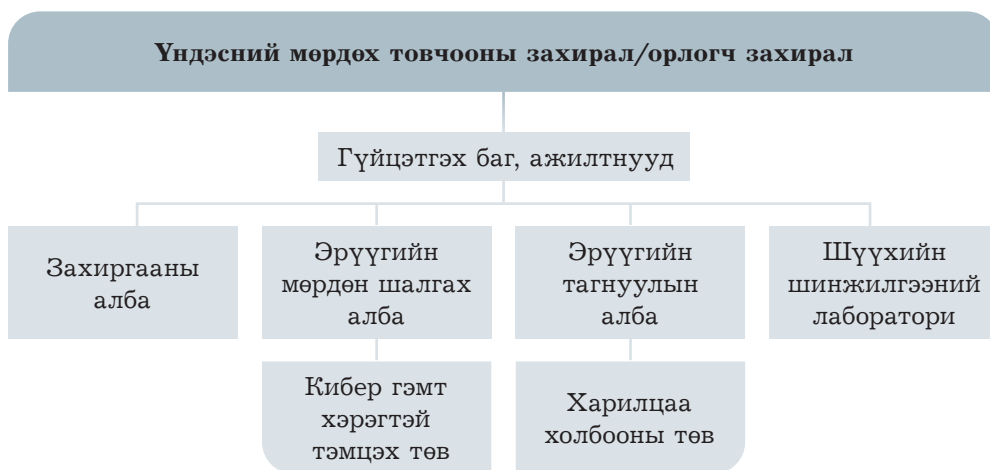 Үндэсний мөрдөх товчооны захирал/орлогч захирал
Гүйцэтгэх баг, ажилтнууд
Захиргааны
алба
Эрүүгийн
мөрдөн шалгах
алба
Эрүүгийн
тагнуулын
алба
Шүүхийн
шинжилгээний
лаборатори
Кибер гэмт
хэрэгтэй
тэмцэх төв
Харилцаа
холбооны төв